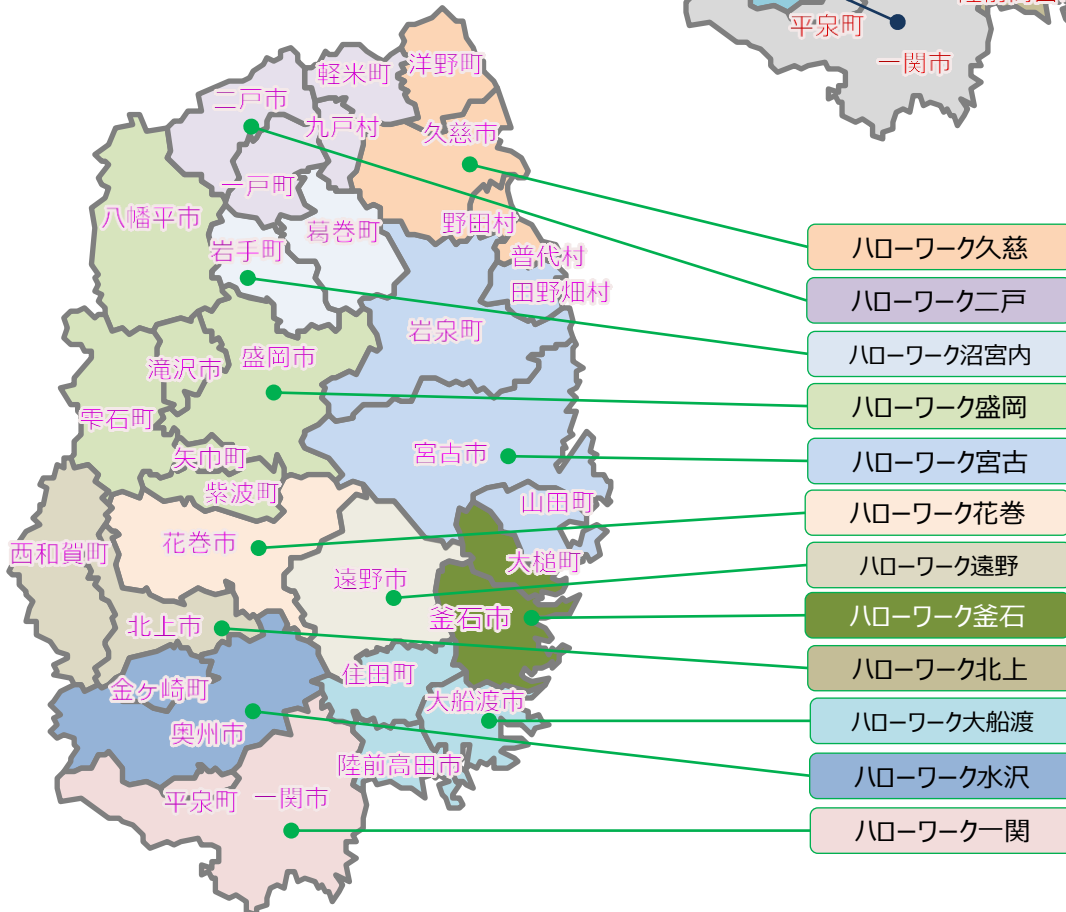 陸前高田市
平泉町
一関市
洋野町
軽米町
二戸市
九戸村
久慈市
一戸町
八幡平市
野田村
葛巻町
岩手町
普代村
田野畑村
岩泉町
盛岡市
滝沢市
雫石町
宮古市
矢巾町
紫波町
山田町
花巻市
西和賀町
大槌町
遠野市
釜石市
北上市
住田町
金ヶ崎町
大船渡市
奥州市
陸前高田市
平泉町
一関市
ハローワーク久慈
ハローワーク二戸
ハローワーク沼宮内
ハローワーク盛岡
ハローワーク宮古
ハローワーク花巻
ハローワーク遠野
ハローワーク釜石
ハローワーク北上
ハローワーク大船渡
ハローワーク水沢
ハローワーク一関